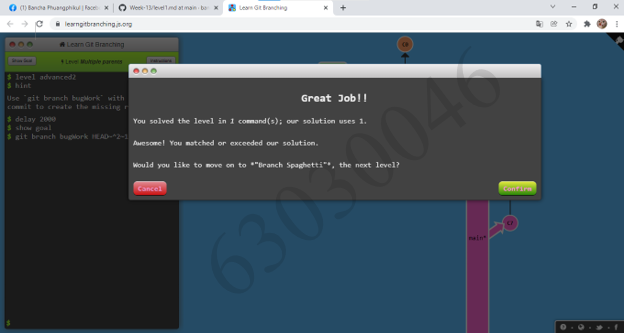 (1) Bancha Phuangphikul | Faceb
Week-13/level1.md at main · bas
Learn Git Branching
learngitbranching.js.org
Learn Git Branching
Level Multiple parents
$ level advanced2
$ hint
Use `git branch bugWork` with
commit to create the missing r
$ delay 2000
$ show goal
$ git branch bugWork HEAD~^2~1
$
Great Job!!
You solved the level in 1 command(s); our solution uses 1.
Awesome! You matched or exceeded our solution.
Would you like to move on to *"Branch Spaghetti"*, the next level?
Cancel
Confirm
main*
C7
63030046